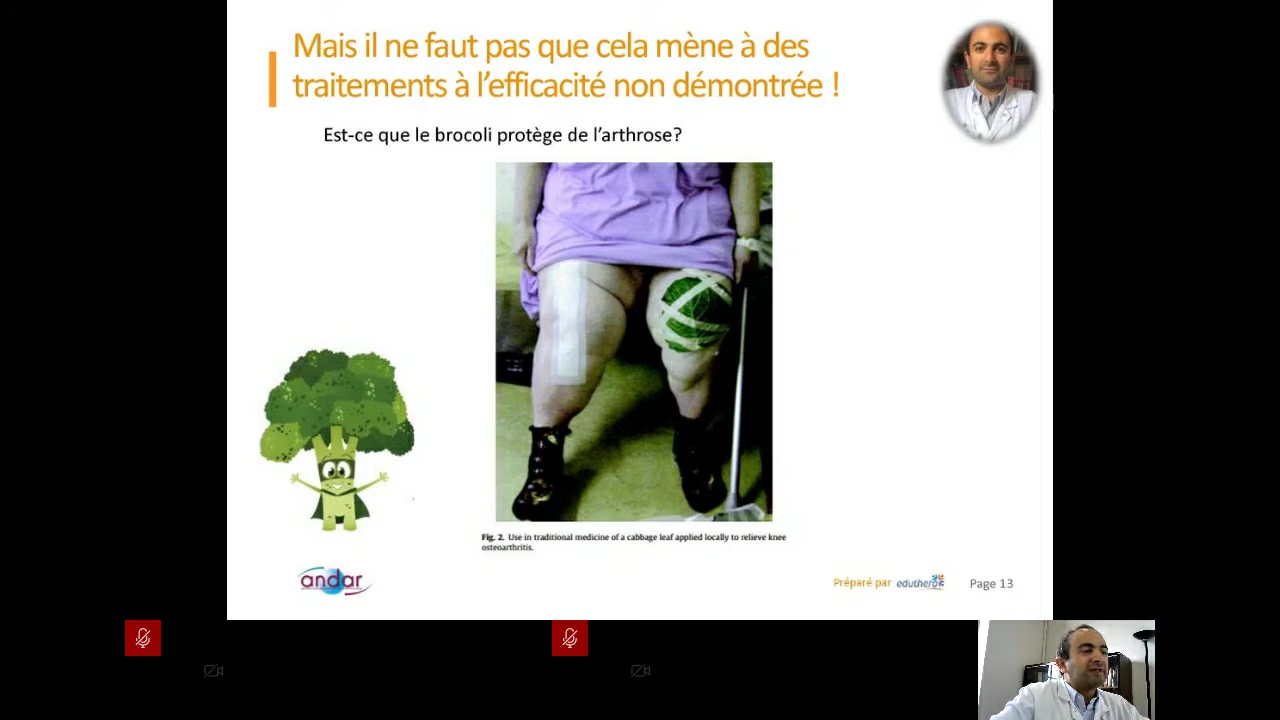 Mais il ne faut pas que cela mène à des
traitements à l’efficacité non démontrée !
Est-ce que le brocoli protège de l’arthrose?
Fig. 2. Use in traditional medicine of a cabbage leaf applied locally to relieve knee
osteoarthritis.
andar
Préparé par eduthera
Page 13